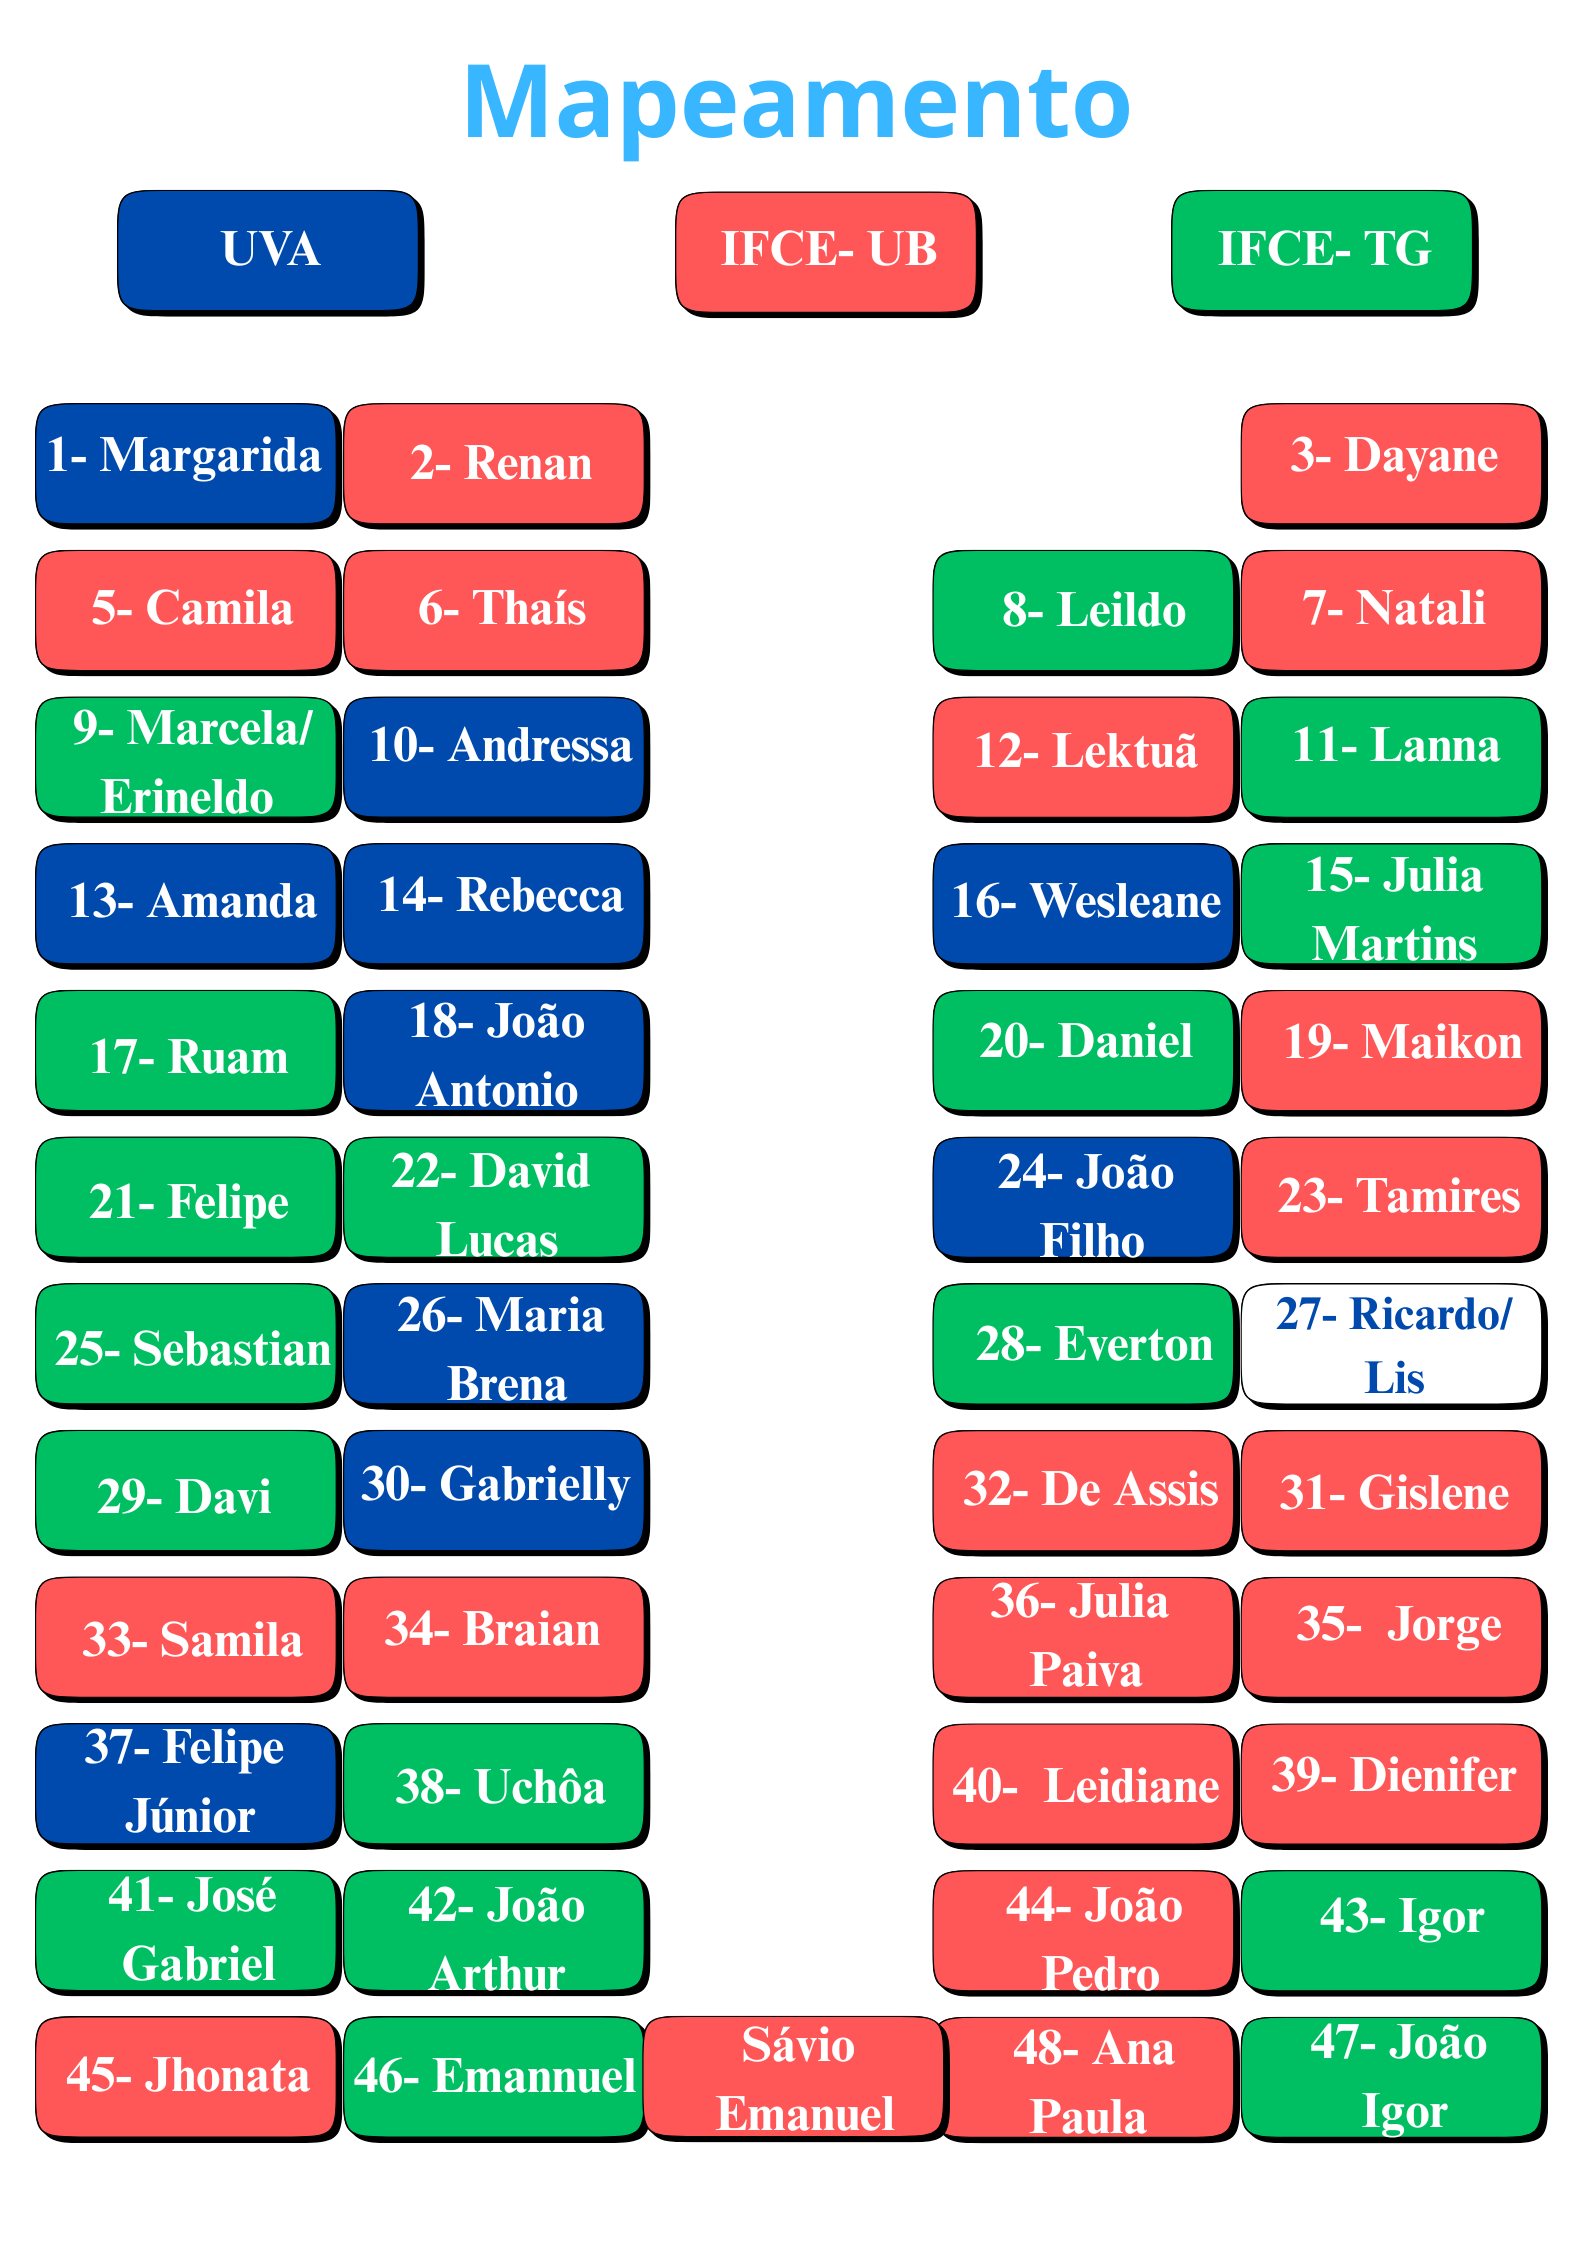 Mapeamento
UVA
IFCE- UB
IFCE- TG
1- Margarida
2- Renan
3- Dayane
5- Camila
6- Thaís
8- Leildo
7- Natali
9- Marcela/
Erineldo
10- Andressa
12- Lektuã
11- Lanna
13- Amanda
14- Rebecca
16- Wesleane
15- Julia
Martins
17- Ruam
18- João
Antonio
20- Daniel
19- Maikon
21- Felipe
22- David
Lucas
24- João
Filho
23- Tamires
25- Sebastian
26- Maria
Brena
28- Everton
27- Ricardo/
Lis
29- Davi
30- Gabrielly
32- De Assis
31- Gislene
33- Samila
34- Braian
36- Julia
Paiva
35- Jorge
37- Felipe
Júnior
38- Uchôa
40- Leidiane
39- Dienifer
41- José
Gabriel
42- João
Arthur
44- João
Pedro
43- Igor
45- Jhonata
46- Emannuel
Sávio
Emanuel
48- Ana
Paula
47- João
Igor